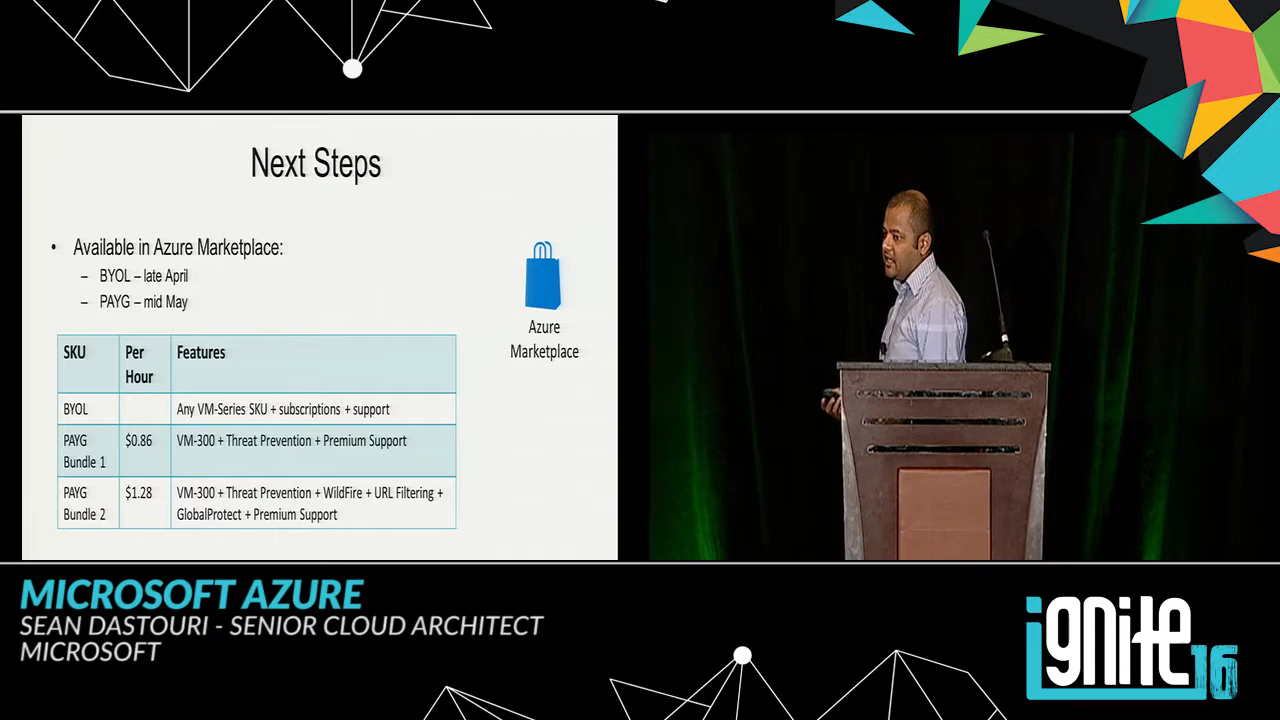 Next Steps
• Available in Azure Marketplace:
– BYOL – late April
– PAYG – mid May
Azure
Marketplace
SKU Per Hour Features
BYOL Any VM-Series SKU + subscriptions + support
PAYG Bundle 1 $0.86 VM-300 + Threat Prevention + Premium Support
PAYG Bundle 2 $1.28 VM-300 + Threat Prevention + WildFire + URL Filtering +
GlobalProtect + Premium Support
MICROSOFT AZURE
SEAN DASTOURI - SENIOR CLOUD ARCHITECT
MICROSOFT
ignite16